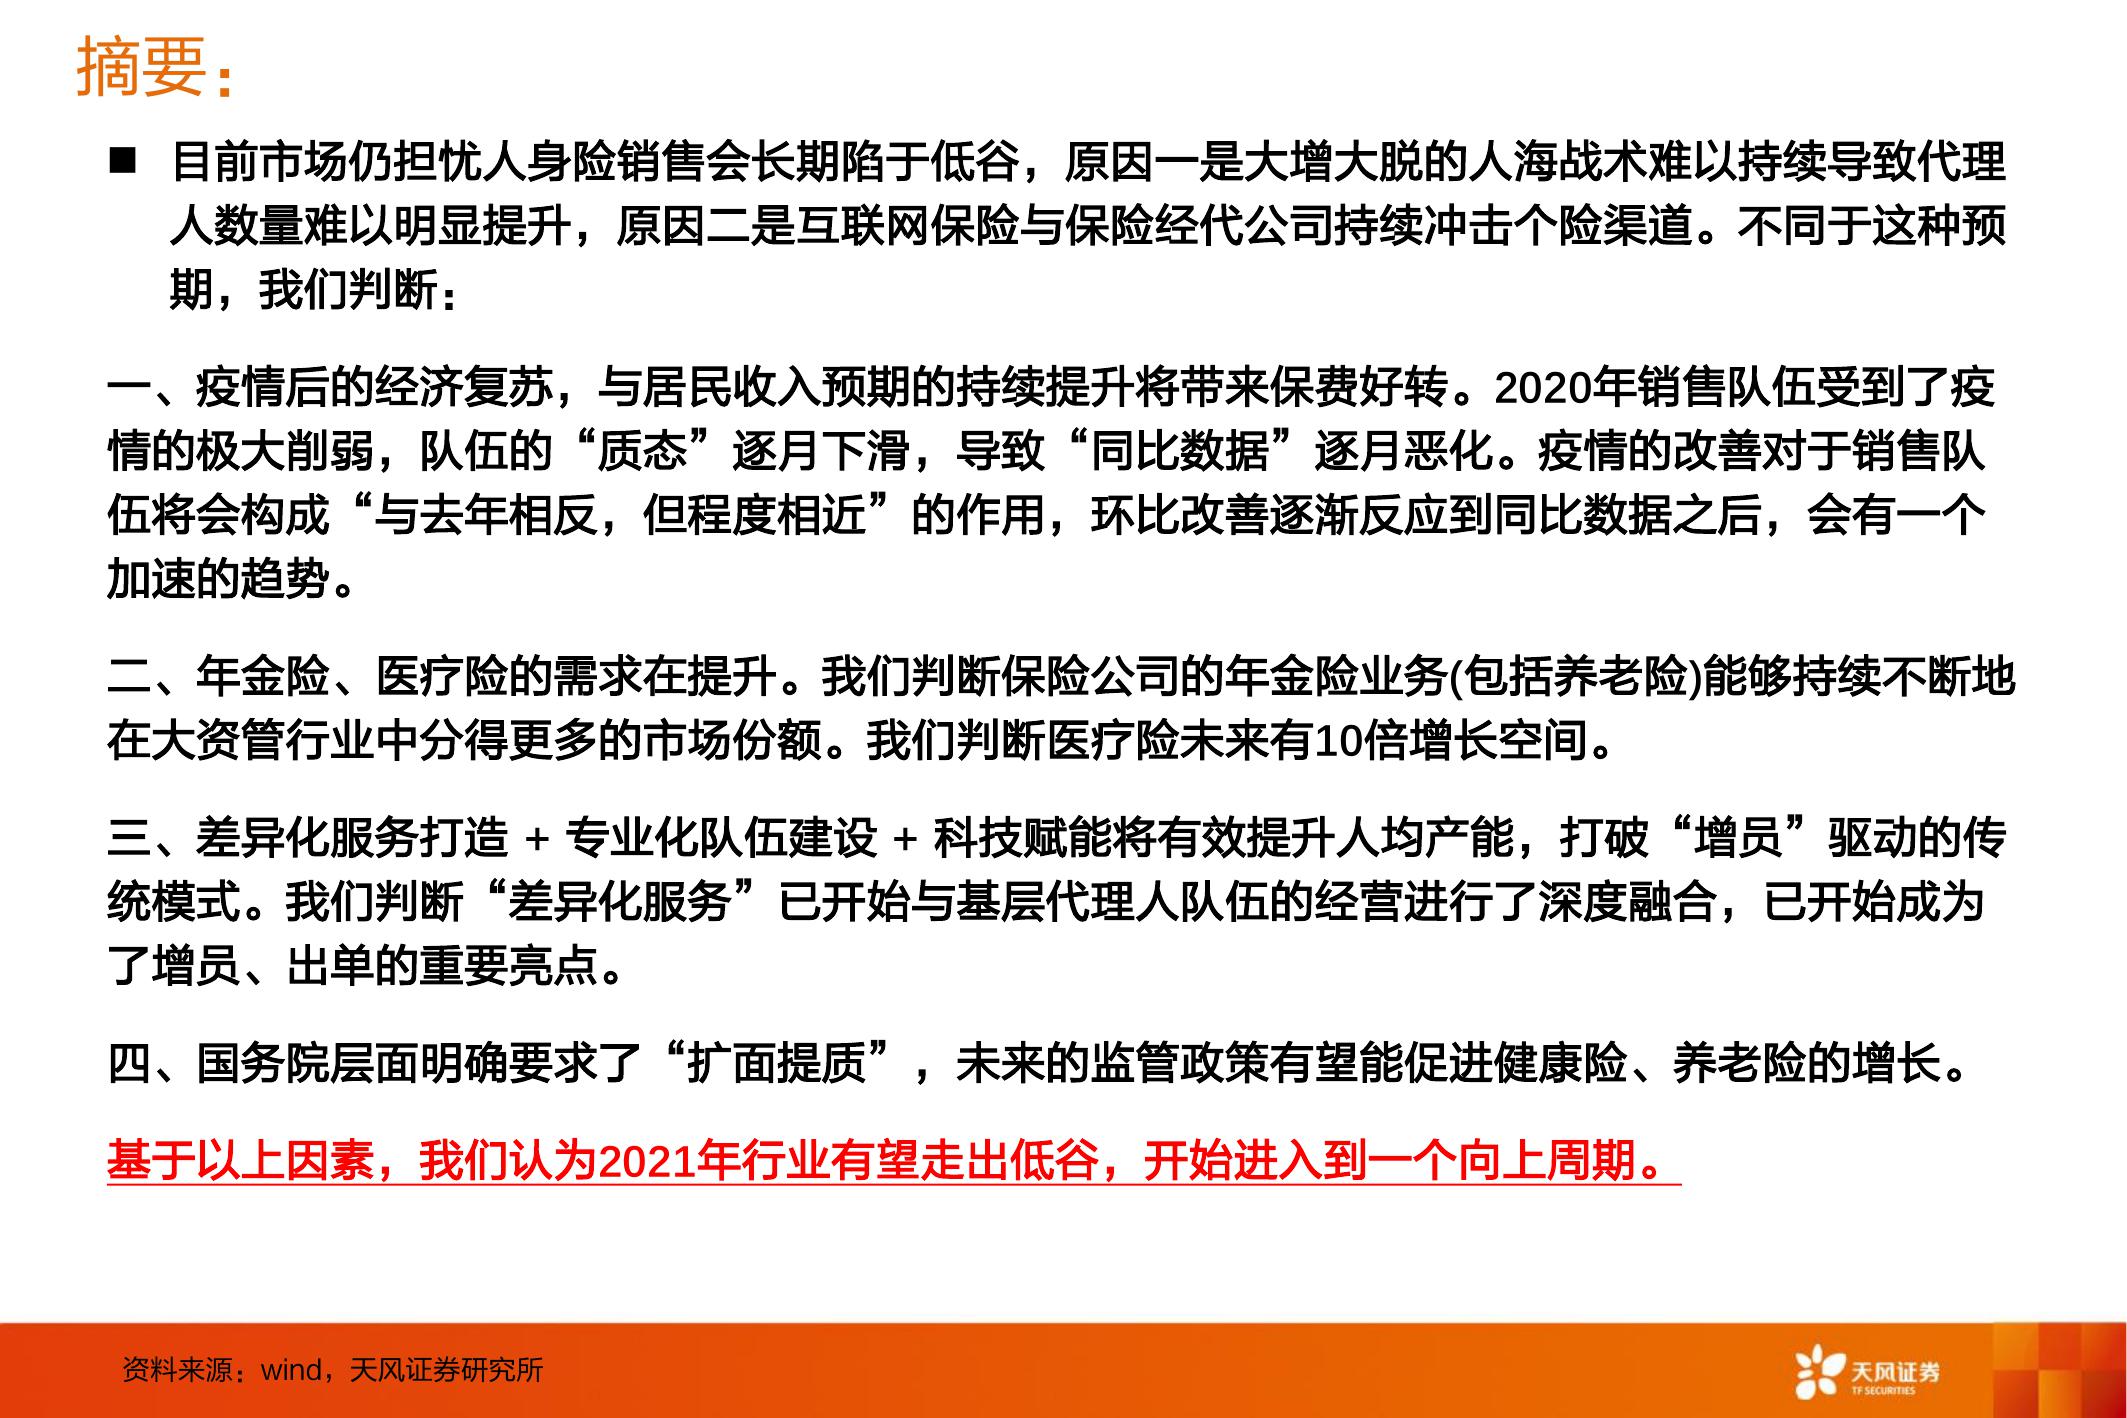 摘要：
■ 目前市场仍担忧人身险销售会长期陷于低谷，原因一是大增大脱的人海战术难以持续导致代理
人数量难以明显提升，原因二是互联网保险与保险经代公司持续冲击个险渠道。不同于这种预
期，我们判断：
一、疫情后的经济复苏，与居民收入预期的持续提升将带来保费好转。2020年销售队伍受到了疫
情的极大削弱，队伍的“质态”逐月下滑，导致“同比数据”逐月恶化。疫情的改善对于销售队
伍将会构成“与去年相反，但程度相近”的作用，环比改善逐渐反应到同比数据之后，会有一个
加速的趋势。
二、年金险、医疗险的需求在提升。我们判断保险公司的年金险业务(包括养老险)能够持续不断地
在大资管行业中分得更多的市场份额。我们判断医疗险未来有10倍增长空间。
三、差异化服务打造 + 专业化队伍建设 + 科技赋能将有效提升人均产能，打破“增员”驱动的传
统模式。我们判断“差异化服务”已开始与基层代理人队伍的经营进行了深度融合，已开始成为
了增员、出单的重要亮点。
四、国务院层面明确要求了“扩面提质”，未来的监管政策有望能促进健康险、养老险的增长。
基于以上因素，我们认为2021年行业有望走出低谷，开始进入到一个向上周期。
资料来源：wind，天风证券研究所
天风证券
TF SECURITIES